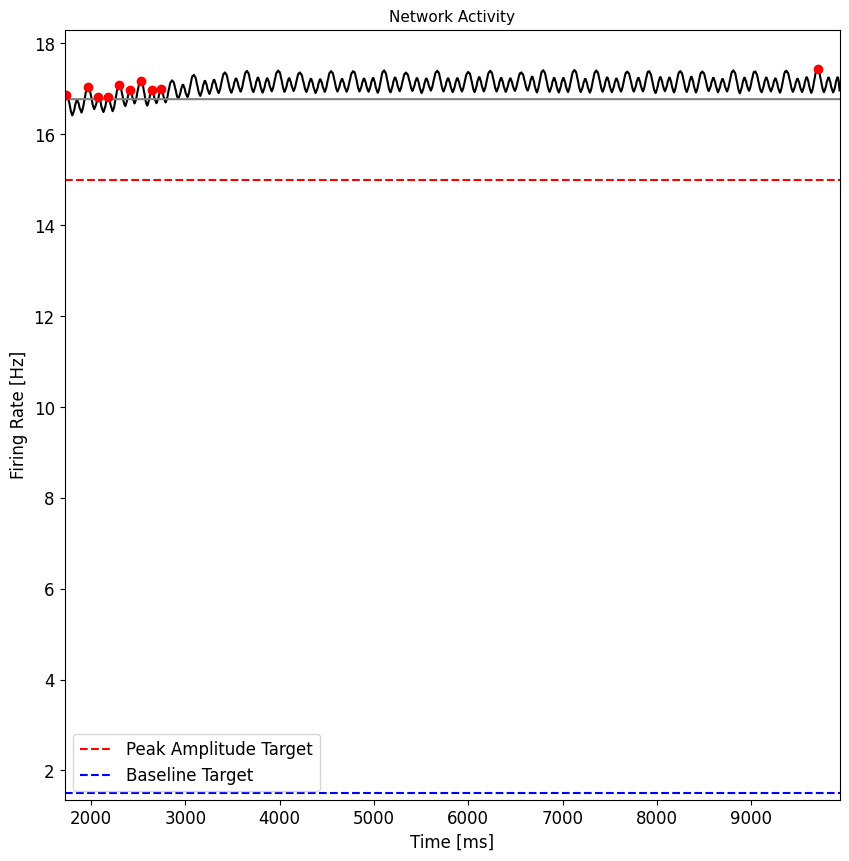 Network Activity
18
16
14
12
10
8
6
4
2
Firing Rate [Hz]
Peak Amplitude Target
Baseline Target
2000 3000 4000 5000 6000 7000 8000 9000
Time [ms]